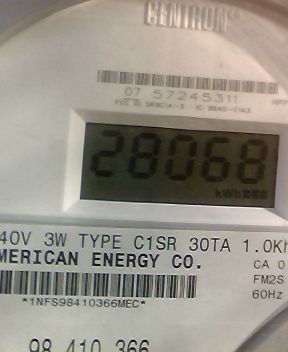 CENTRON
07 57245311
28068
kWh
40V 3W TYPE C1SR 30TA 1.0Kh
MERICAN ENERGY CO.
CA 0
FM2S
60Hz
*1NFS98410366MEC*
98 410 366